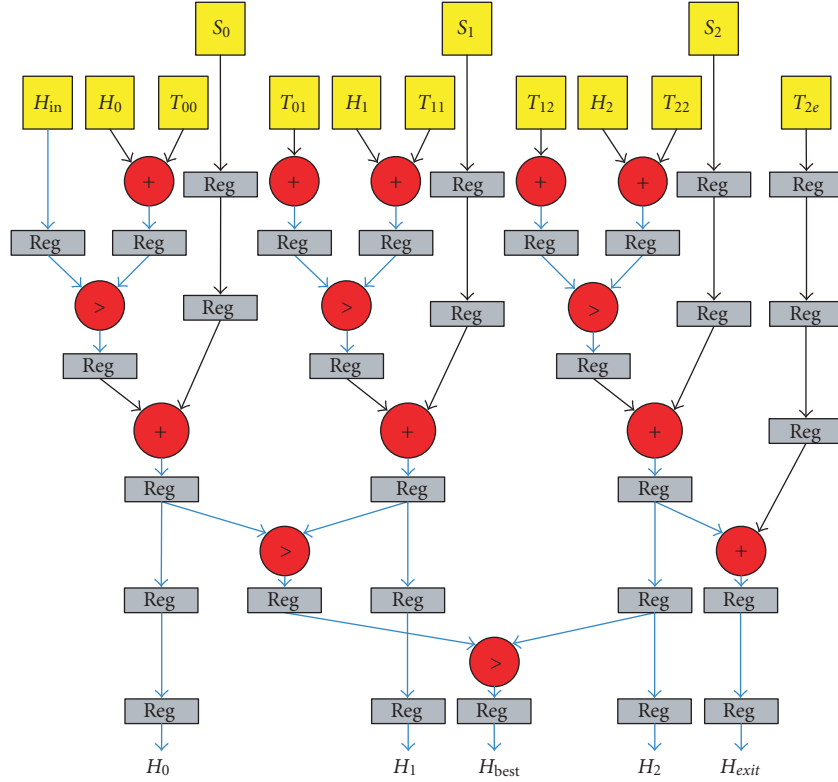 S0 S1 S2
Hin H0 T00 T01 H1 T11 T12 H2 T22 T2e
+ + + + +
Reg Reg Reg Reg
Reg Reg Reg Reg Reg Reg
> > >
Reg Reg Reg Reg
Reg Reg Reg
+ + +
Reg
Reg Reg Reg
> +
Reg Reg Reg Reg Reg
>
Reg Reg Reg Reg Reg
H0 H1 Hbest H2 Hexit